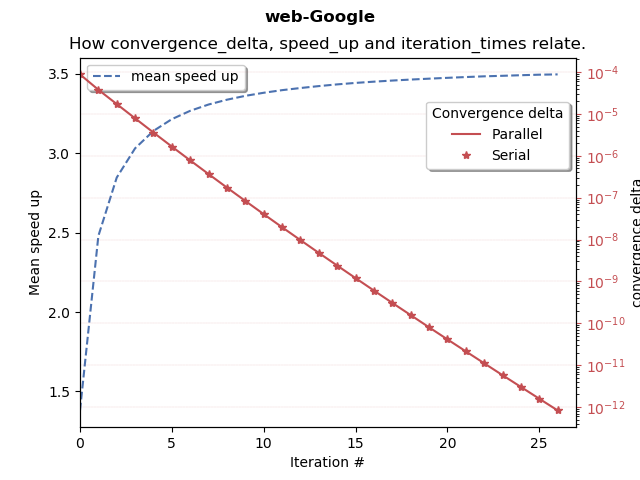 web-Google
How convergence_delta, speed_up and iteration_times relate.
mean speed up
Convergence delta
Parallel
Serial
Mean speed up
3.5
3.0
2.5
2.0
1.5
10⁻⁴
10⁻⁵
10⁻⁶
10⁻⁷
10⁻⁸
10⁻⁹
10⁻¹⁰
10⁻¹¹
10⁻¹²
convergence delta
0 5 10 15 20 25
Iteration #